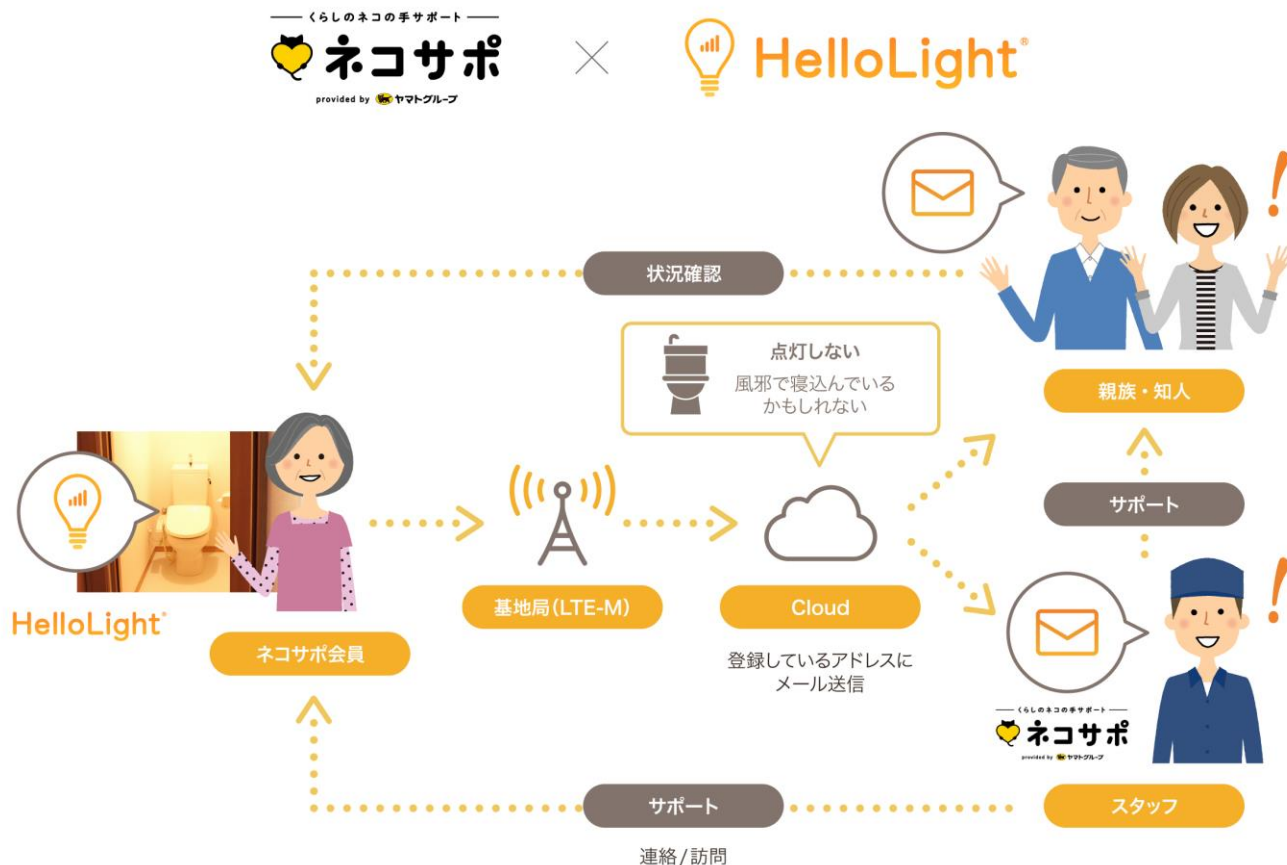 くらしのネコの手サポート
ネコサポ
provided by ヤマトグループ
×
HelloLight®
状況確認
点灯しない
風邪で寝込んでいる
かもしれない
親族・知人
サポート
HelloLight®
ネコサポ会員
基地局(LTE-M)
Cloud
登録しているアドレスに
メール送信
くらしのネコの手サポート
ネコサポ
provided by ヤマトグループ
スタッフ
サポート
連絡/訪問